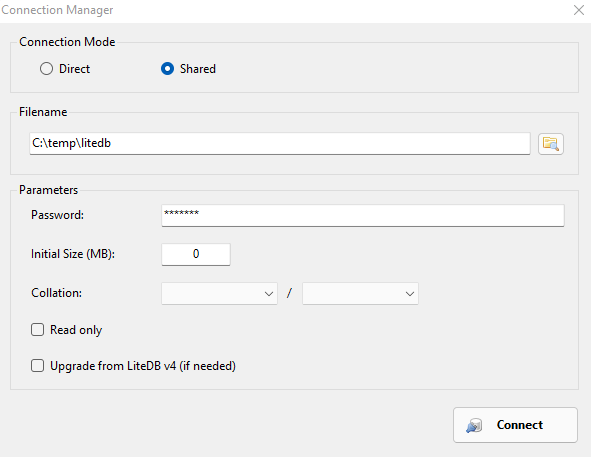 Connection Manager
Connection Mode
Direct Shared
Filename
C:\temp\litedb
Parameters
Password: *******
Initial Size (MB): 0
Collation: /
Read only
Upgrade from LiteDB v4 (if needed)
Connect